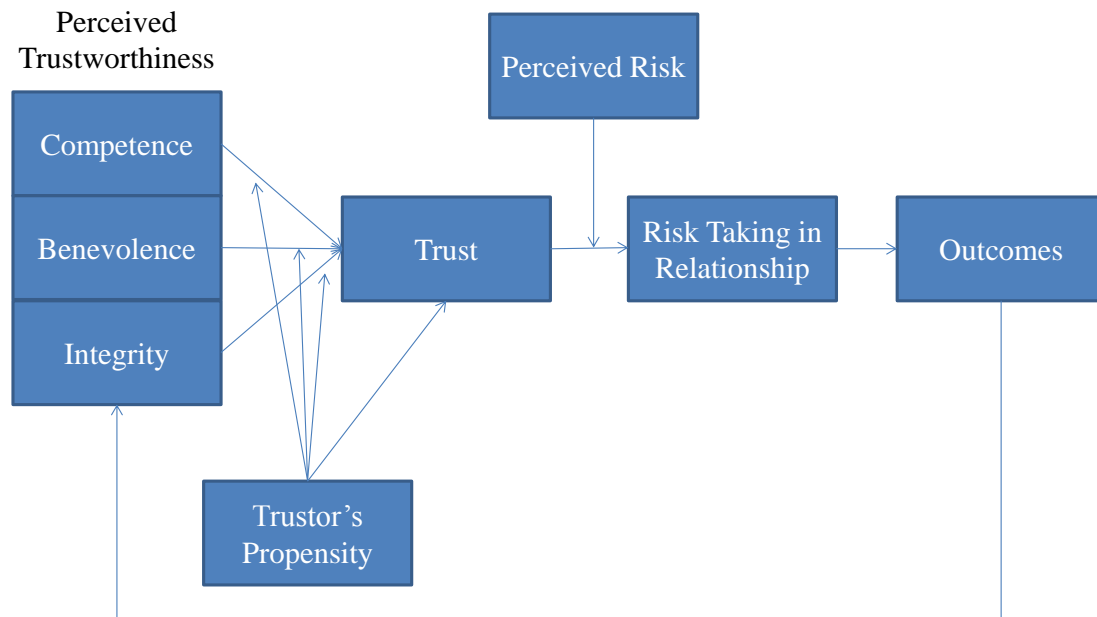 Perceived
Trustworthiness
Competence
Benevolence
Integrity
Trustor’s
Propensity
Trust
Perceived Risk
Risk Taking in
Relationship
Outcomes